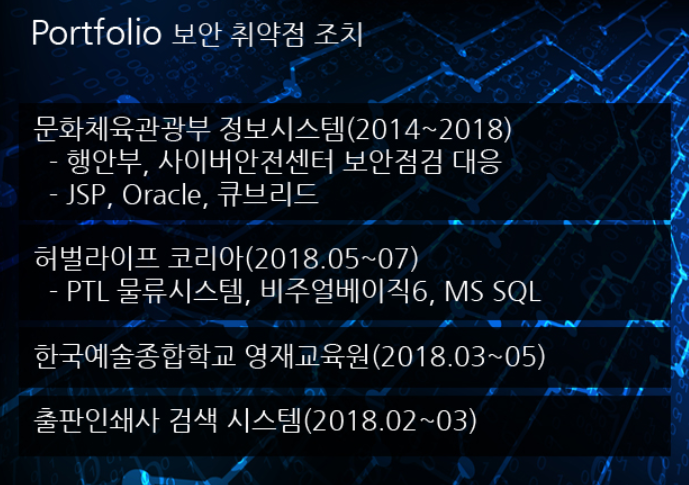 Portfolio 보안 취약점 조치
문화체육관광부 정보시스템(2014~2018)
- 행안부, 사이버안전센터 보안점검 대응
- JSP, Oracle, 큐브리드
허벌라이프 코리아(2018.05~07)
- PTL 물류시스템, 비주얼베이직6, MS SQL
한국예술종합학교 영재교육원(2018.03~05)
출판인쇄사 검색 시스템(2018.02~03)